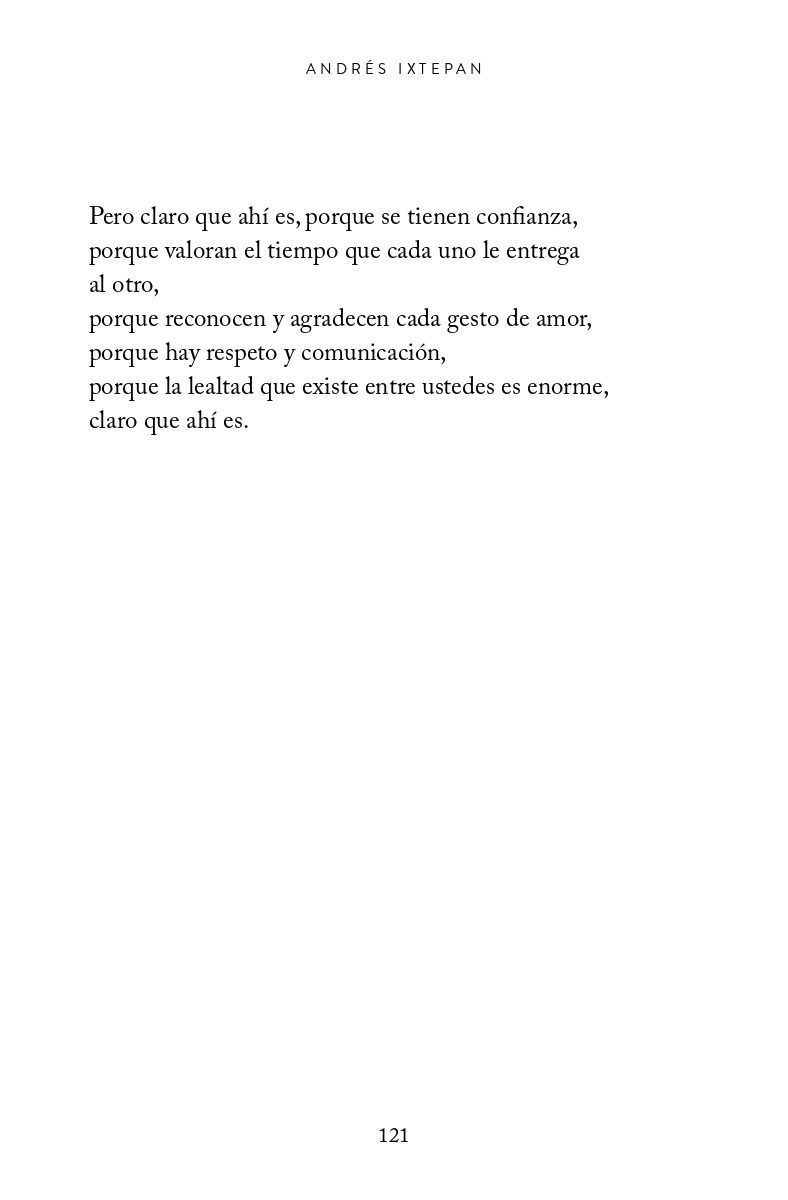 ANDRÉS IXTEPAN
Pero claro que ahí es, porque se tienen confianza,
porque valoran el tiempo que cada uno le entrega
al otro,
porque reconocen y agradecen cada gesto de amor,
porque hay respeto y comunicación,
porque la lealtad que existe entre ustedes es enorme,
claro que ahí es.
121